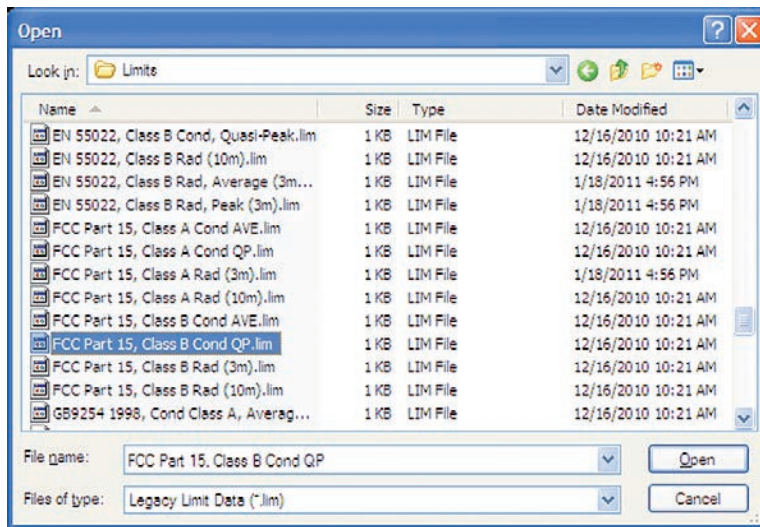 Open
Look in: Limits
Name Size Type Date Modified
EN 55022, Class B Cond, Quasi-Peak.lim 1 KB LIM File 12/16/2010 10:21 AM
EN 55022, Class B Rad (10m).lim 1 KB LIM File 12/16/2010 10:21 AM
EN 55022, Class B Rad, Average (3m... 1 KB LIM File 1/18/2011 4:56 PM
EN 55022, Class B Rad, Peak (3m).lim 1 KB LIM File 1/18/2011 4:56 PM
FCC Part 15, Class A Cond AVE.lim 1 KB LIM File 12/16/2010 10:21 AM
FCC Part 15, Class A Cond QP.lim 1 KB LIM File 12/16/2010 10:21 AM
FCC Part 15, Class A Rad (3m).lim 1 KB LIM File 1/18/2011 4:56 PM
FCC Part 15, Class A Rad (10m).lim 1 KB LIM File 12/16/2010 10:21 AM
FCC Part 15, Class B Cond AVE.lim 1 KB LIM File 12/16/2010 10:21 AM
FCC Part 15, Class B Cond QP.lim 1 KB LIM File 12/16/2010 10:21 AM
FCC Part 15, Class B Rad (3m).lim 1 KB LIM File 12/16/2010 10:21 AM
FCC Part 15, Class B Rad (10m).lim 1 KB LIM File 12/16/2010 10:21 AM
GB9254 1998, Cond Class A, Averag... 1 KB LIM File 12/16/2010 10:21 AM
File name: FCC Part 15, Class B Cond QP Open
Files of type: Legacy Limit Data (*.lim) Cancel